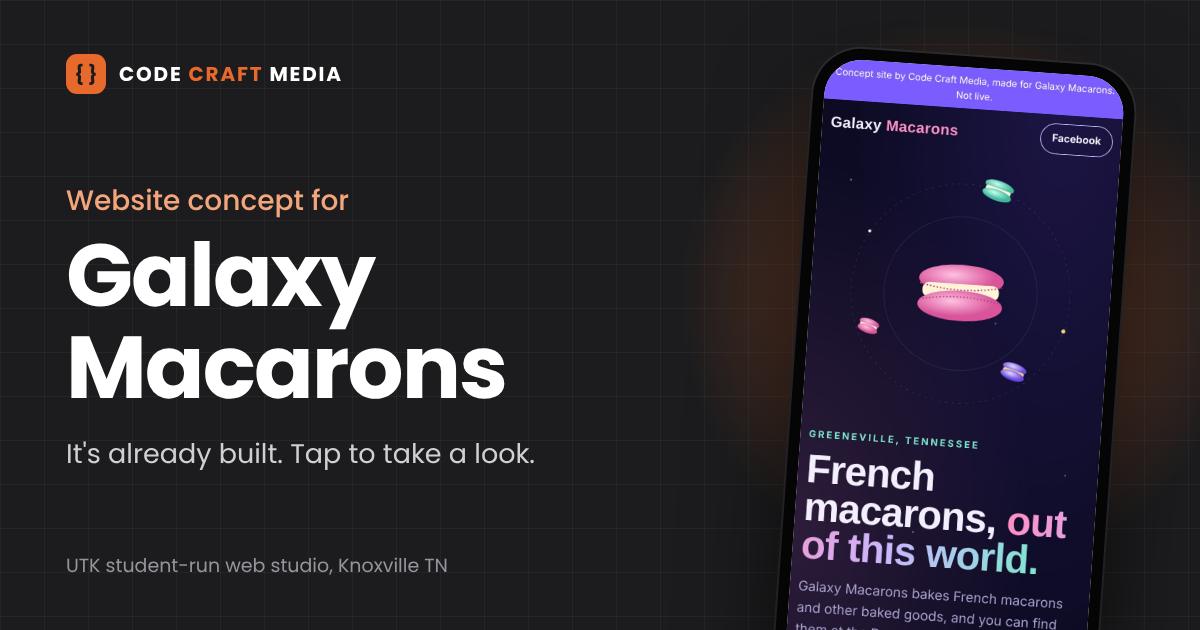 { } CODE CRAFT MEDIA
Website concept for
Galaxy
Macarons
It's already built. Tap to take a look.
UTK student-run web studio, Knoxville TN
Concept site by Code Craft Media, made for Galaxy Macarons.
Not live.
Galaxy Macarons
Facebook
GREENEVILLE, TENNESSEE
French
macarons, out
of this world.
Galaxy Macarons bakes French macarons
and other baked goods, and you can find
them at the